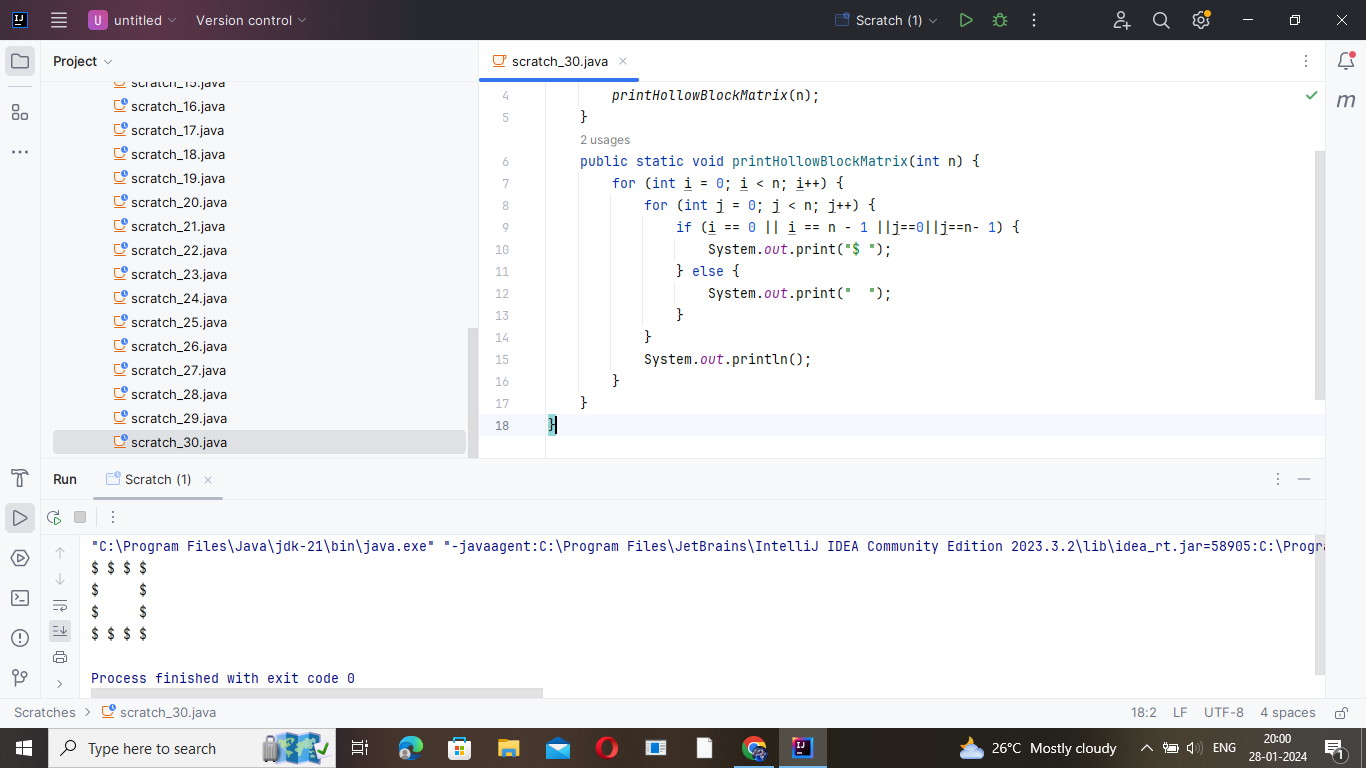 U untitled Version control Scratch (1)
Project
scratch_30.java
scratch_15.java
scratch_16.java
scratch_17.java
scratch_18.java
scratch_19.java
scratch_20.java
scratch_21.java
scratch_22.java
scratch_23.java
scratch_24.java
scratch_25.java
scratch_26.java
scratch_27.java
scratch_28.java
scratch_29.java
scratch_30.java
4 printHollowBlockMatrix(n);
5 }
2 usages
6 public static void printHollowBlockMatrix(int n) {
7 for (int i = 0; i < n; i++) {
8 for (int j = 0; j < n; j++) {
9 if (i == 0 || i == n - 1 ||j==0||j==n- 1) {
10 System.out.print("$ ");
11 } else {
12 System.out.print("  ");
13 }
14 }
15 System.out.println();
16 }
17 }
18 }
m
Run Scratch (1)
"C:\Program Files\Java\jdk-21\bin\java.exe" "-javaagent:C:\Program Files\JetBrains\IntelliJ IDEA Community Edition 2023.3.2\lib\idea_rt.jar=58905:C:\Progra
$ $ $ $
$     $
$     $
$ $ $ $
Process finished with exit code 0
Scratches > scratch_30.java 18:2 LF UTF-8 4 spaces
Type here to search 26°C Mostly cloudy ENG 20:00
28-01-2024 1